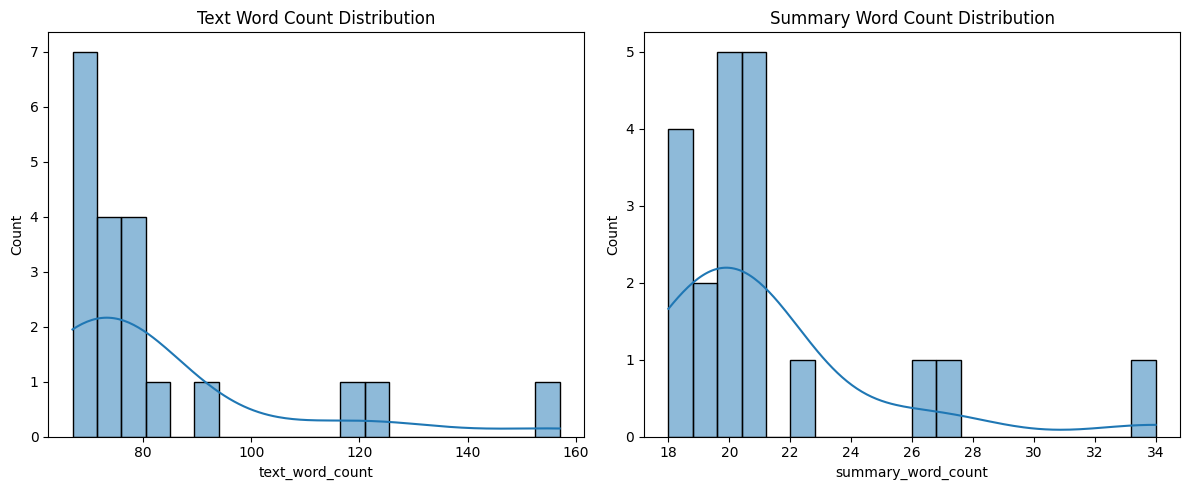 Text Word Count Distribution
7
6
5
4
3
2
1
0
Count
80 100 120 140 160
text_word_count
Summary Word Count Distribution
5
4
3
2
1
0
Count
18 20 22 24 26 28 30 32 34
summary_word_count